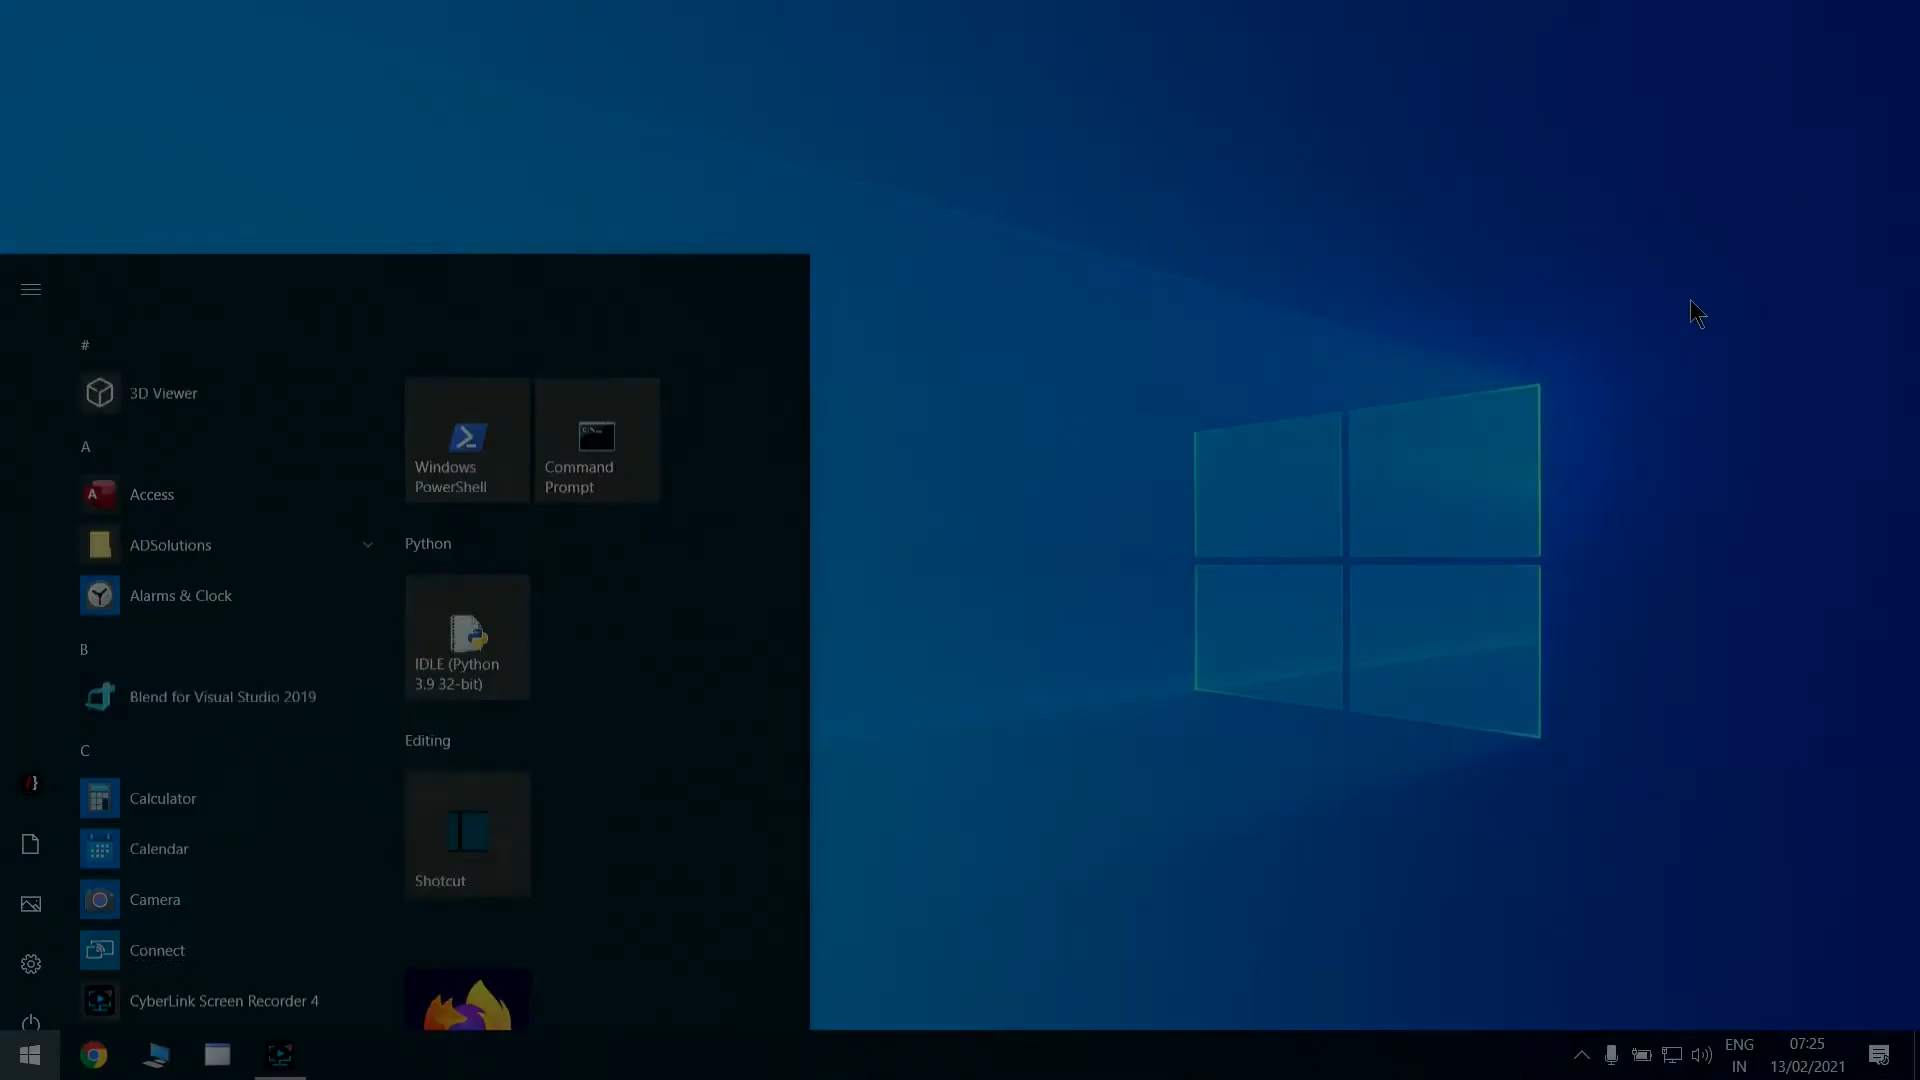 #
3D Viewer
A
Access
ADSolutions
Alarms & Clock
B
Blend for Visual Studio 2019
C
Calculator
Calendar
Camera
Connect
CyberLink Screen Recorder 4
Windows
PowerShell
Command
Prompt
Python
IDLE (Python
3.9 32-bit)
Editing
Shotcut
ENG
IN
07:25
13/02/2021